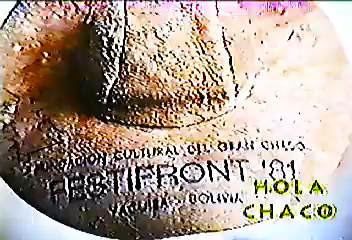 CULTURAL DEL GRAN CHACO
FESTIFRONT '81
YACUIBA - BOLIVIA
HOLA
CHACO